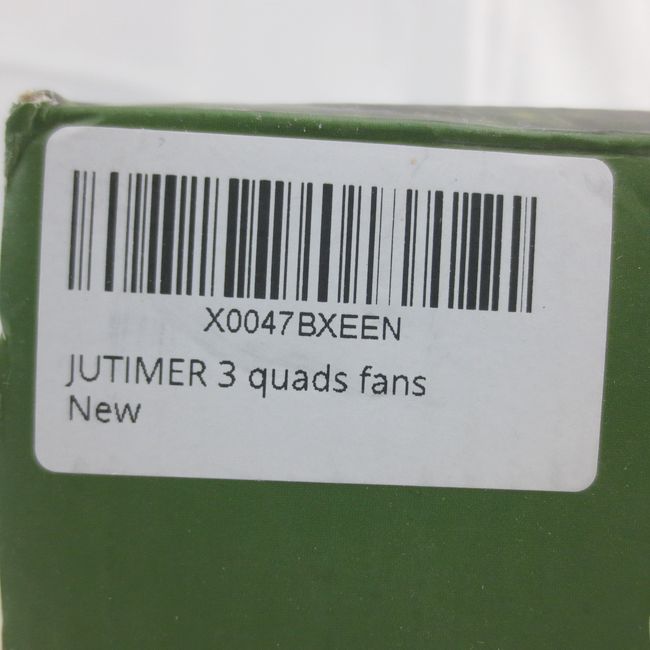 X0047BXEEN
JUTIMER 3 quads fans
New